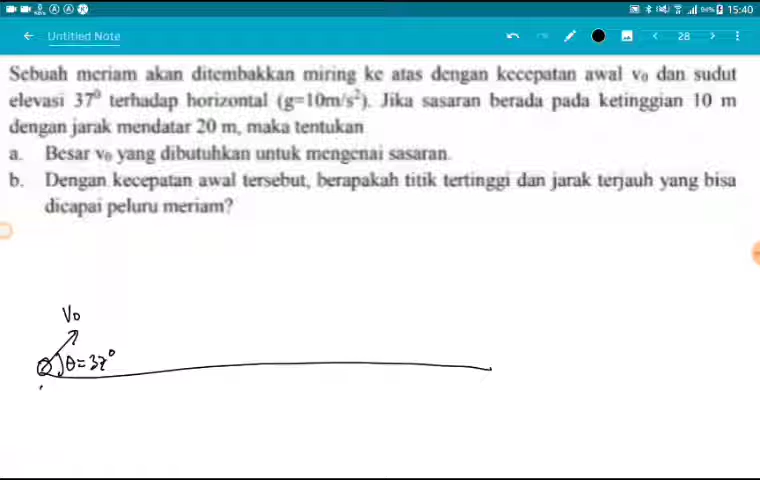 15:40
Untitled Note
28
Sebuah meriam akan ditembakkan miring ke atas dengan kecepatan awal v₀ dan sudut
elevasi 37⁰ terhadap horizontal (g=10m/s²). Jika sasaran berada pada ketinggian 10 m
dengan jarak mendatar 20 m, maka tentukan
a. Besar v₀ yang dibutuhkan untuk mengenai sasaran.
b. Dengan kecepatan awal tersebut, berapakah titik tertinggi dan jarak terjauh yang bisa
dicapai peluru meriam?
V₀
θ=37⁰